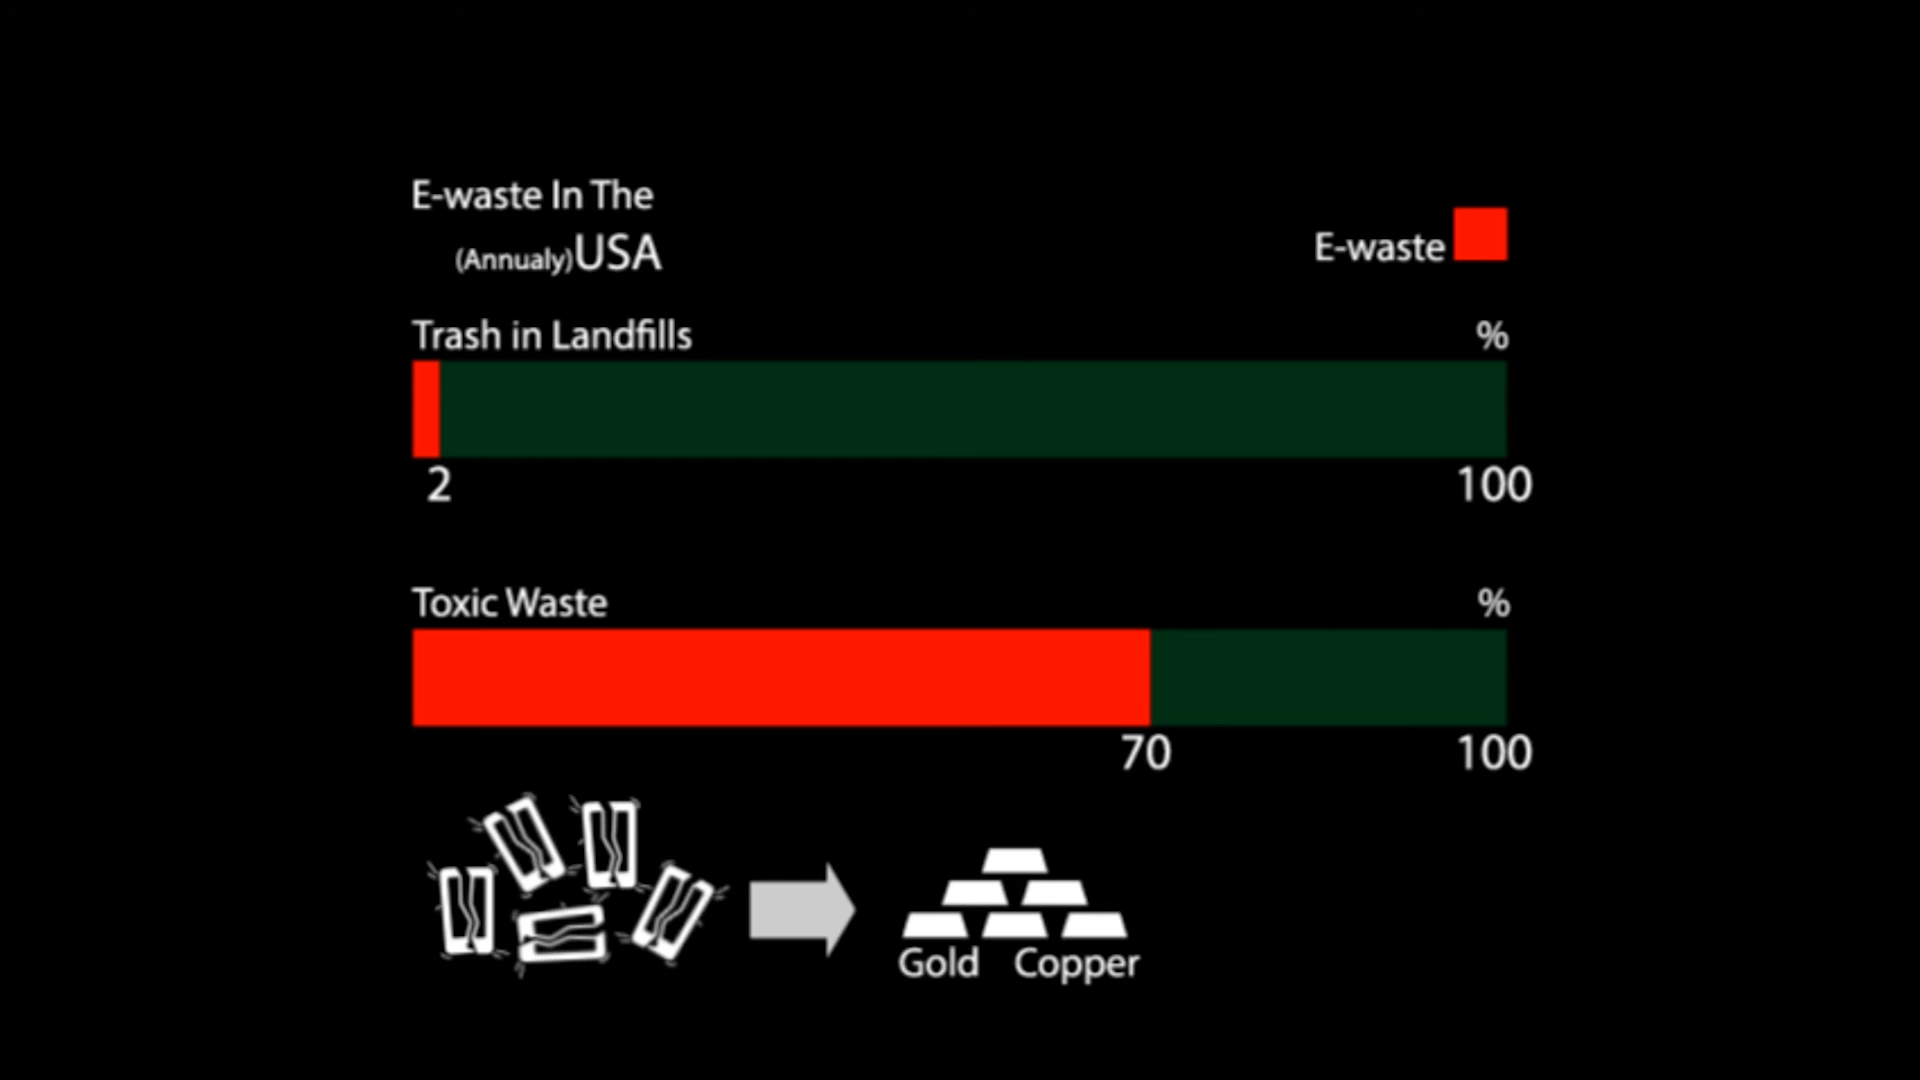 E-waste In The
(Annualy)USA
E-waste
Trash in Landfills %
2 100
Toxic Waste %
70 100
Gold Copper